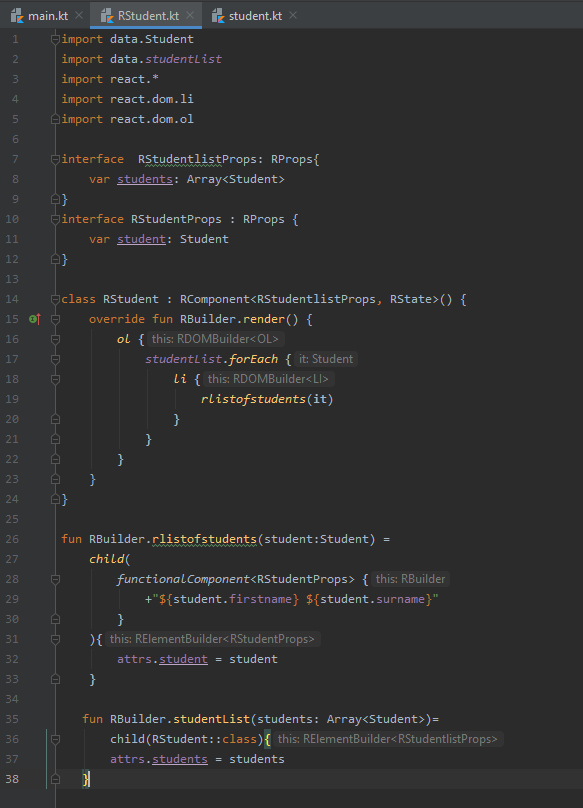 main.kt RStudent.kt student.kt
1 import data.Student
2 import data.studentList
3 import react.*
4 import react.dom.li
5 import react.dom.ol
6
7 interface  RStudentlistProps: RProps{
8     var students: Array<Student>
9 }
10 interface RStudentProps : RProps {
11     var student: Student
12 }
13
14 class RStudent : RComponent<RStudentlistProps, RState>() {
15     override fun RBuilder.render() {
16         ol { this: RDOMBuilder<OL>
17             studentList.forEach { it: Student
18                 li { this: RDOMBuilder<LI>
19                     rlistofstudents(it)
20                 }
21             }
22         }
23     }
24 }
25
26 fun RBuilder.rlistofstudents(student:Student) =
27     child(
28         functionalComponent<RStudentProps> { this: RBuilder
29             +"${student.firstname} ${student.surname}"
30         }
31     ){ this: RElementBuilder<RStudentProps>
32         attrs.student = student
33     }
34
35    fun RBuilder.studentList(students: Array<Student>)=
36        child(RStudent::class){ this: RElementBuilder<RStudentlistProps>
37        attrs.students = students
38    }